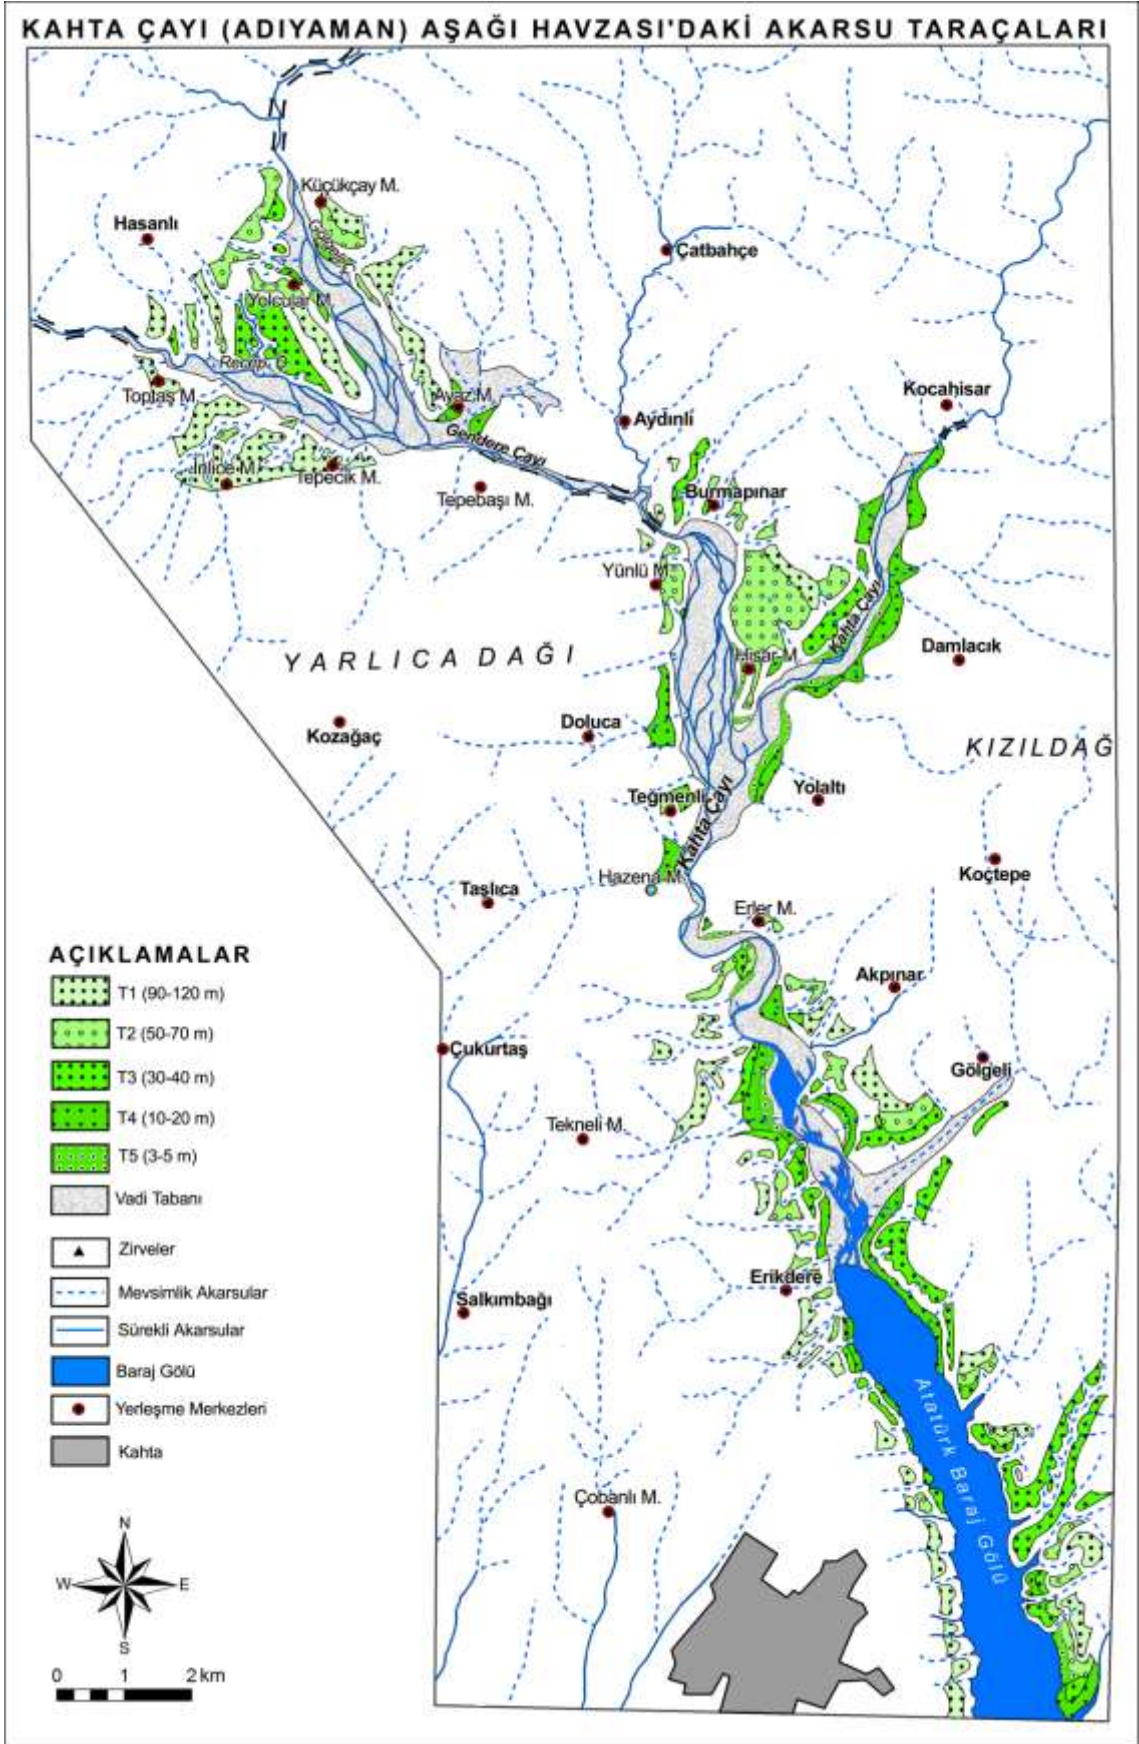 KAHTA ÇAYI (ADIYAMAN) AŞAĞI HAVZASI'DAKİ AKARSU TARAÇALARI
Küçükçay M.
Hasanlı
Çatbahçe
Yolcular M.
Recep. G.
Toptaş M.
Ayaz M.
Kocahisar
Aydınlı
Gendere Çayı
İnlice M.
Tepecik M.
Tepebaşı M.
Burmapınar
Yünlü M.
Kahta Çayı
Hisar M.
Damlacık
YARLICA DAĞI
Kozağaç
Doluca
KIZILDAĞ
Teğmenli
Yolaltı
Kahta Çayı
Hazena M.
Koçtepe
Taşlıca
Erler M.
Akpınar
Çukurtaş
Gölgeli
Tekneli M.
Erikdere
Salkımbağı
Atatürk Baraj Gölü
Çobanlı M.
AÇIKLAMALAR
T1 (90-120 m)
T2 (50-70 m)
T3 (30-40 m)
T4 (10-20 m)
T5 (3-5 m)
Vadi Tabanı
Zirveler
Mevsimlik Akarsular
Sürekli Akarsular
Baraj Gölü
Yerleşme Merkezleri
Kahta
N
W E
S
0 1 2 km